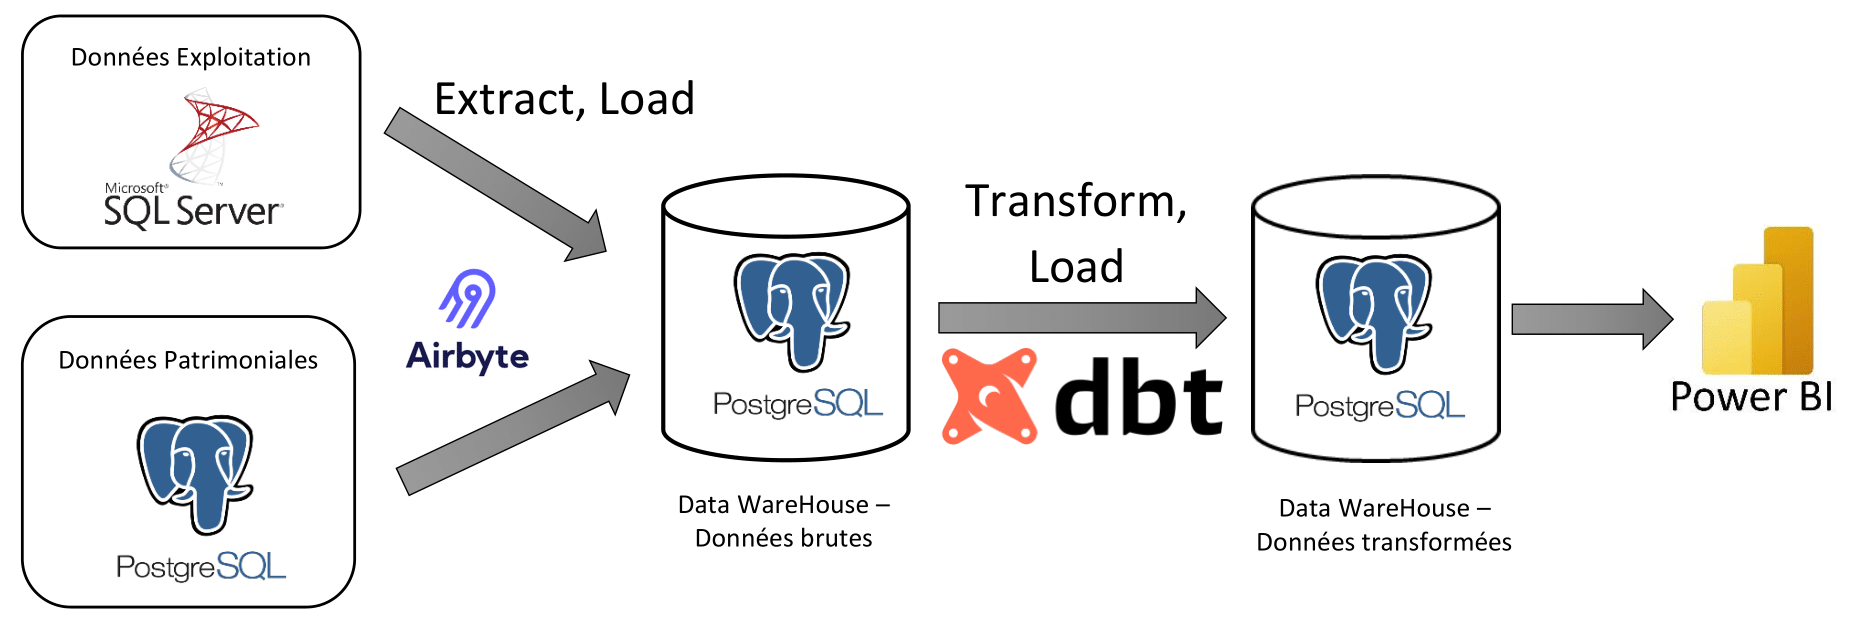 Données Exploitation
Microsoft®
SQL Server®
Extract, Load
Airbyte
Données Patrimoniales
PostgreSQL
PostgreSQL
Data WareHouse –
Données brutes
Transform,
Load
dbt
PostgreSQL
Data WareHouse –
Données transformées
Power BI